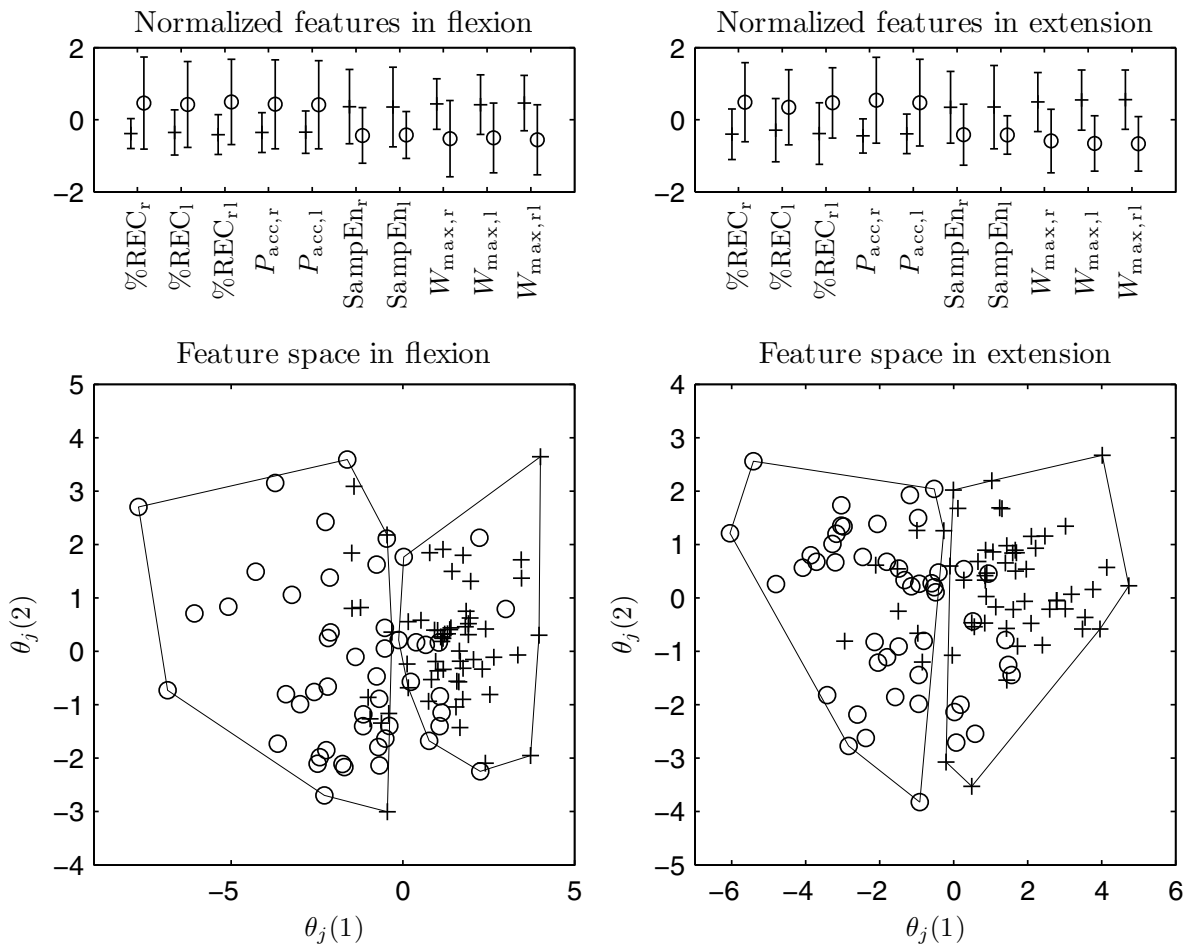 Normalized features in flexion
2
0
−2
%REC_r
%REC_l
%REC_rl
P_acc,r
P_acc,l
SampEn_r
SampEn_l
W_max,r
W_max,l
W_max,rl
Normalized features in extension
2
0
−2
%REC_r
%REC_l
%REC_rl
P_acc,r
P_acc,l
SampEn_r
SampEn_l
W_max,r
W_max,l
W_max,rl
Feature space in flexion
5
4
3
2
1
0
−1
−2
−3
−4
θ_j(2)
−5
0
5
θ_j(1)
Feature space in extension
4
3
2
1
0
−1
−2
−3
−4
−5
θ_j(2)
−6
−4
−2
0
2
4
6
θ_j(1)